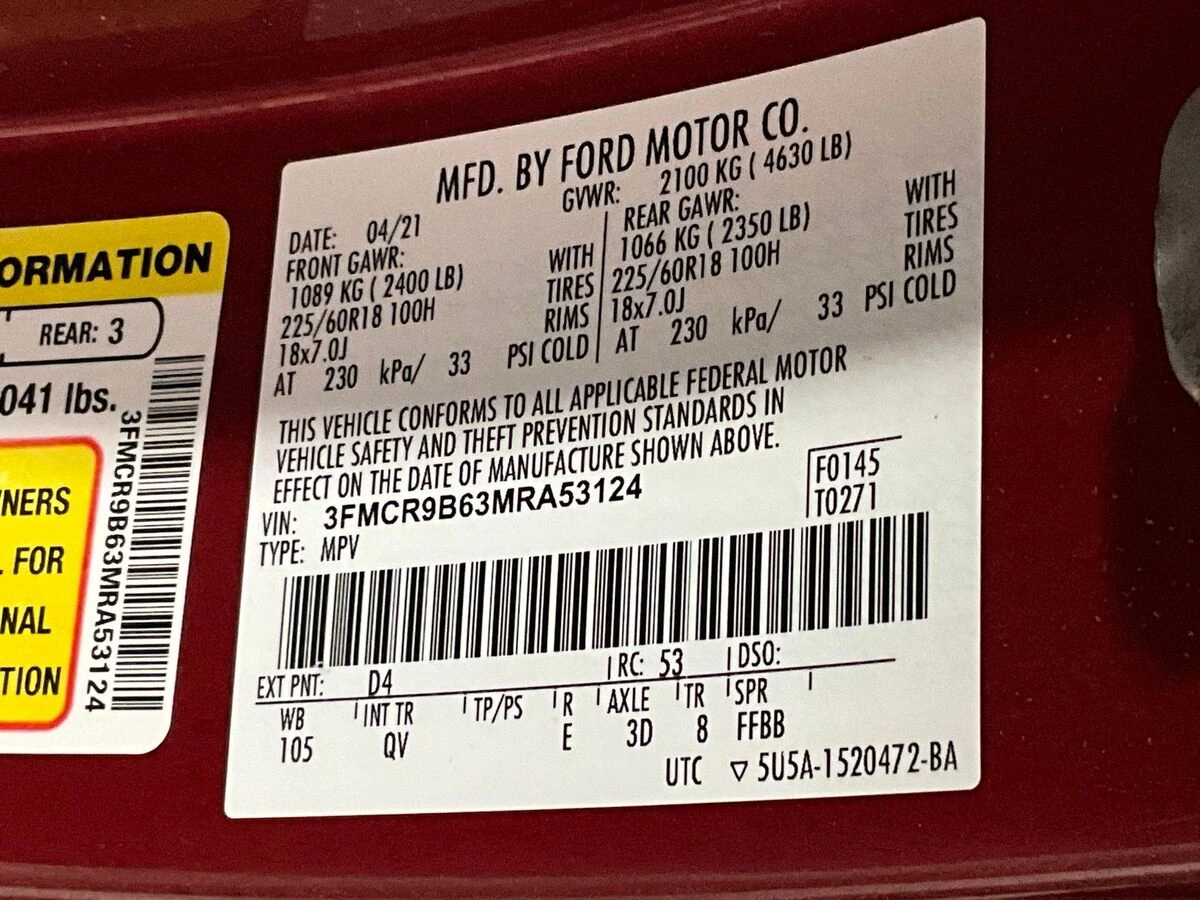 ORMATION
REAR: 3
041 lbs.
NERS
FOR
NAL
TION
3FMCR9B63MRA53124
MFD. BY FORD MOTOR CO.
DATE: 04/21 GVWR: 2100 KG ( 4630 LB)
FRONT GAWR: REAR GAWR:
1089 KG ( 2400 LB) WITH 1066 KG ( 2350 LB) WITH
225/60R18 100H TIRES 225/60R18 100H TIRES
18x7.0J RIMS 18x7.0J RIMS
AT 230 kPa/ 33 PSI COLD AT 230 kPa/ 33 PSI COLD
THIS VEHICLE CONFORMS TO ALL APPLICABLE FEDERAL MOTOR
VEHICLE SAFETY AND THEFT PREVENTION STANDARDS IN
EFFECT ON THE DATE OF MANUFACTURE SHOWN ABOVE.
VIN: 3FMCR9B63MRA53124 F0145
TYPE: MPV T0271
EXT PNT: D4 RC: 53 DSO:
WB INT TR TP/PS R AXLE TR SPR
105 QV E 3D 8 FFBB
UTC ▽ 5U5A-1520472-BA